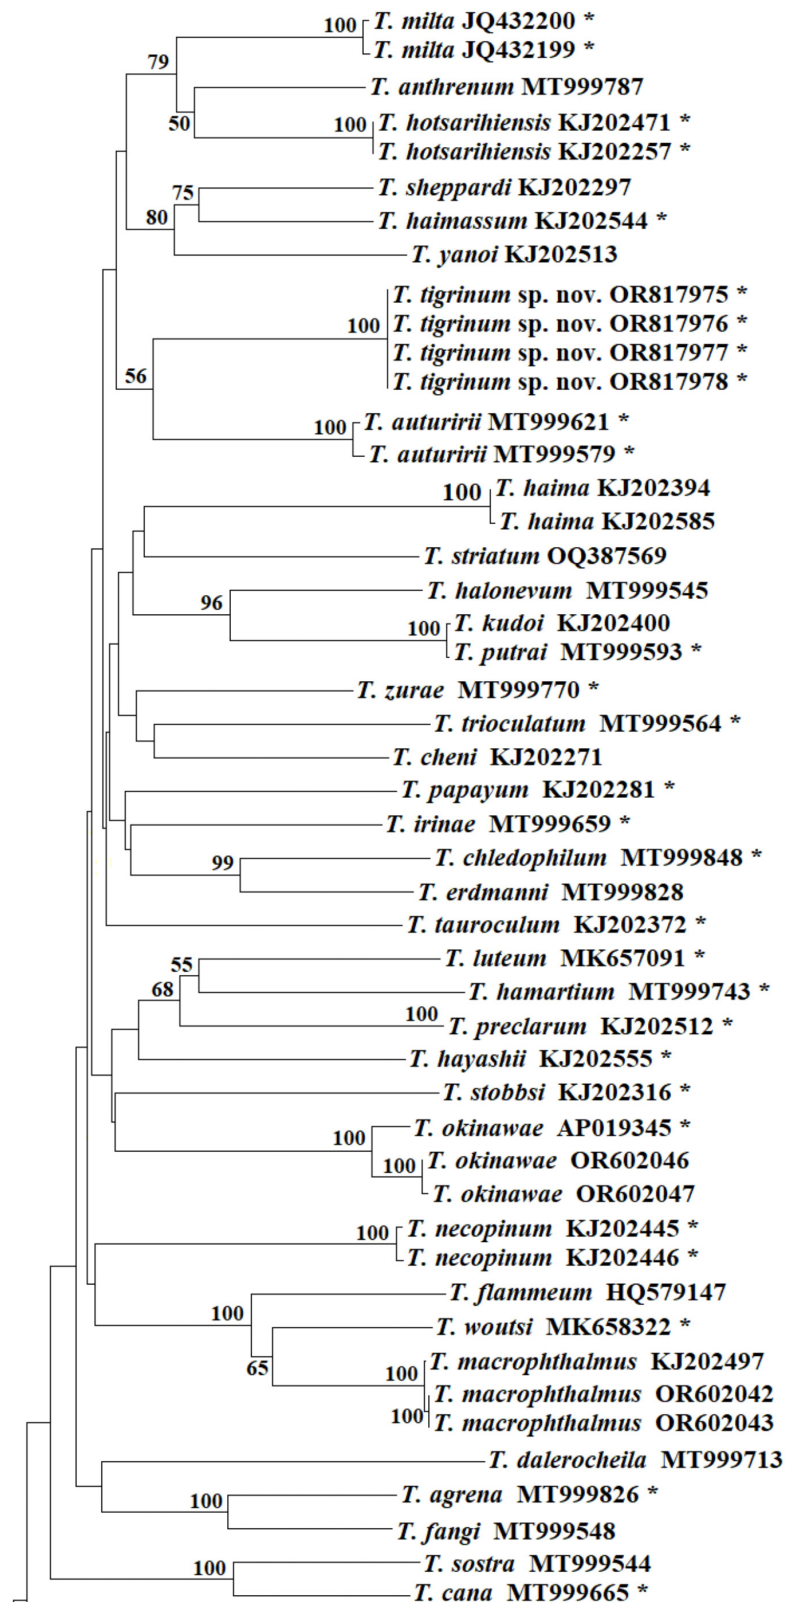 100 T. milta JQ432200 *
T. milta JQ432199 *
79
T. anthrenum MT999787
50
100 T. hotsarihiensis KJ202471 *
T. hotsarihiensis KJ202257 *
75 T. sheppardi KJ202297
80 T. haimassum KJ202544 *
T. yanoi KJ202513
T. tigrinum sp. nov. OR817975 *
100 T. tigrinum sp. nov. OR817976 *
T. tigrinum sp. nov. OR817977 *
56 T. tigrinum sp. nov. OR817978 *
100 T. auturirii MT999621 *
T. auturirii MT999579 *
100 T. haima KJ202394
T. haima KJ202585
T. striatum OQ387569
96 T. halonevum MT999545
100 T. kudoi KJ202400
T. putrai MT999593 *
T. zurae MT999770 *
T. trioculatum MT999564 *
T. cheni KJ202271
T. papayum KJ202281 *
T. irinae MT999659 *
99 T. chledophilum MT999848 *
T. erdmanni MT999828
T. tauroculum KJ202372 *
55 T. luteum MK657091 *
68 T. hamartium MT999743 *
100 T. preclarum KJ202512 *
T. hayashii KJ202555 *
T. stobbsi KJ202316 *
100 T. okinawae AP019345 *
100 T. okinawae OR602046
T. okinawae OR602047
100 T. necopinum KJ202445 *
T. necopinum KJ202446 *
100 T. flammeum HQ579147
T. woutsi MK658322 *
65
100 T. macrophthalmus KJ202497
T. macrophthalmus OR602042
100 T. macrophthalmus OR602043
T. dalerocheila MT999713
100 T. agrena MT999826 *
T. fangi MT999548
100 T. sostra MT999544
T. cana MT999665 *